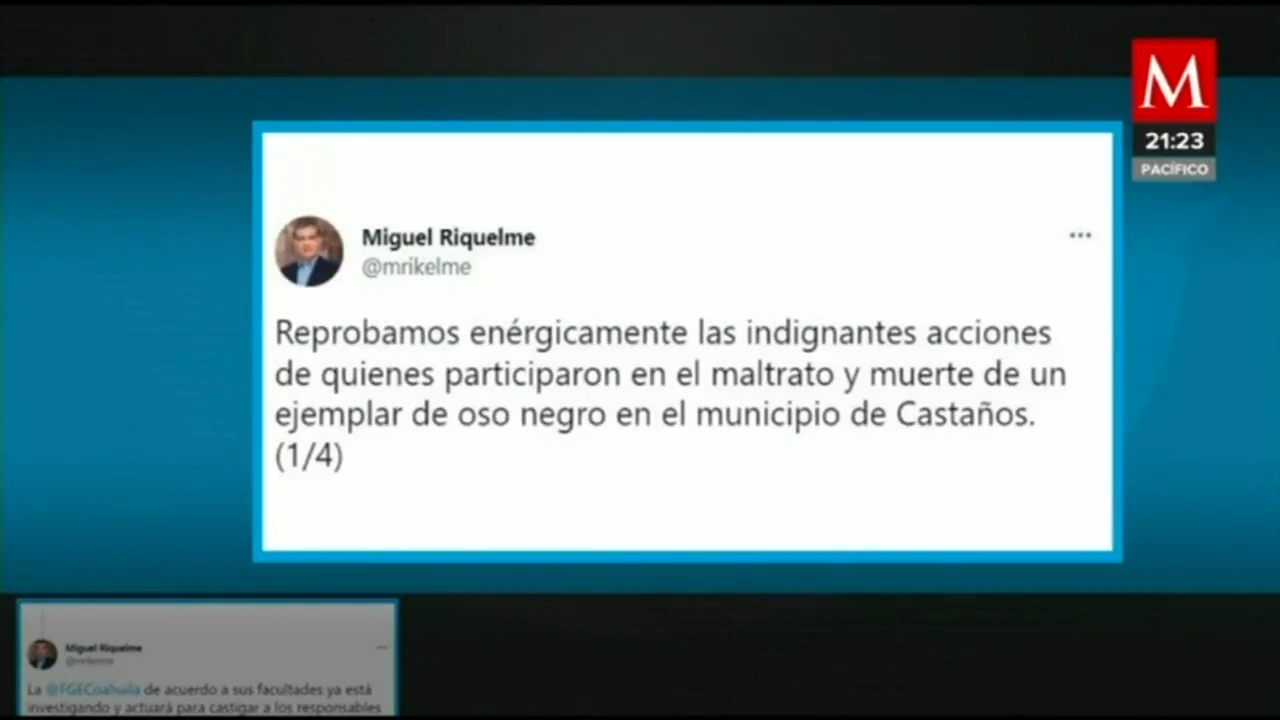 M
21:23
PACÍFICO
Miguel Riquelme
@mrikelme
Reprobamos enérgicamente las indignantes acciones
de quienes participaron en el maltrato y muerte de un
ejemplar de oso negro en el municipio de Castaños.
(1/4)
Miguel Riquelme
@mrikelme
La @FGECoahuila de acuerdo a sus facultades ya está
investigando y actuará para castigar a los responsables